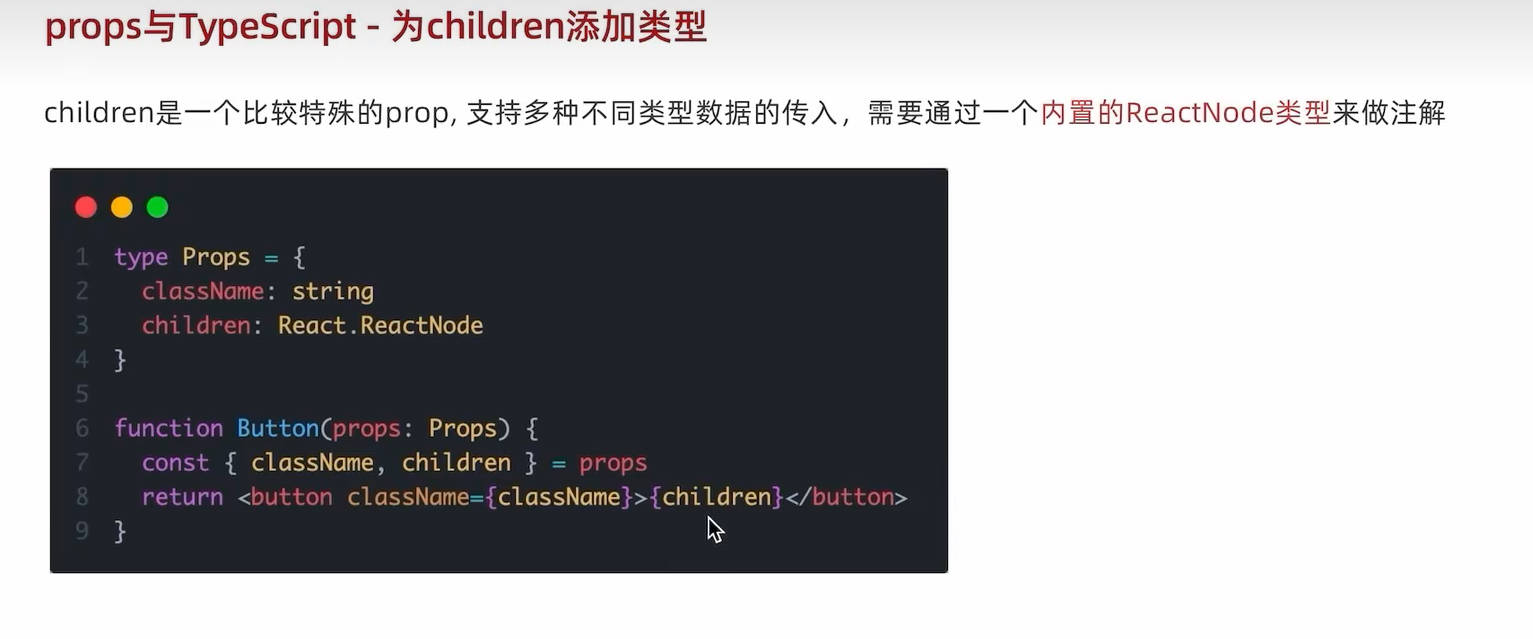 props与TypeScript - 为children添加类型
children是一个比较特殊的prop, 支持多种不同类型数据的传入，需要通过一个内置的ReactNode类型来做注解
1 type Props = {
2   className: string
3   children: React.ReactNode
4 }
5
6 function Button(props: Props) {
7   const { className, children } = props
8   return <button className={className}>{children}</button>
9 }